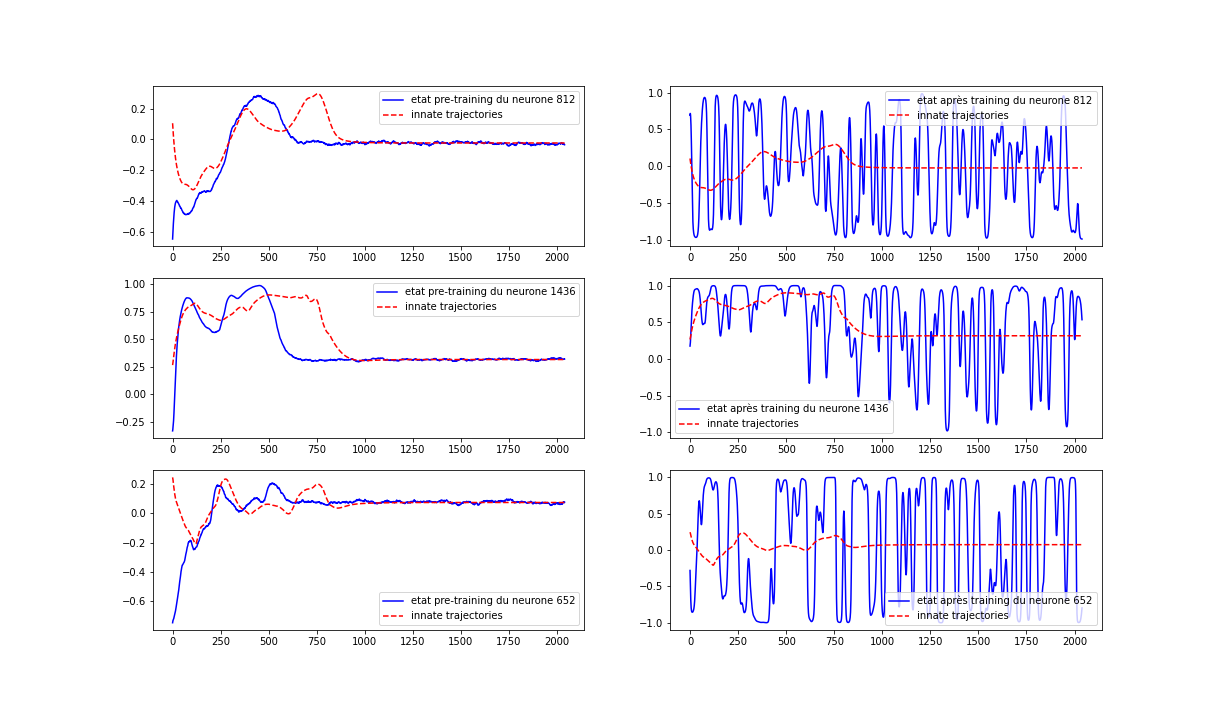 0.2
0.0
−0.2
−0.4
−0.6
etat pre-training du neurone 812
innate trajectories
0 250 500 750 1000 1250 1500 1750 2000
1.0
0.5
0.0
−0.5
−1.0
etat après training du neurone 812
innate trajectories
0 250 500 750 1000 1250 1500 1750 2000
1.00
0.75
0.50
0.25
0.00
−0.25
etat pre-training du neurone 1436
innate trajectories
0 250 500 750 1000 1250 1500 1750 2000
1.0
0.5
0.0
−0.5
−1.0
etat après training du neurone 1436
innate trajectories
0 250 500 750 1000 1250 1500 1750 2000
0.2
0.0
−0.2
−0.4
−0.6
etat pre-training du neurone 652
innate trajectories
0 250 500 750 1000 1250 1500 1750 2000
1.0
0.5
0.0
−0.5
−1.0
etat après training du neurone 652
innate trajectories
0 250 500 750 1000 1250 1500 1750 2000